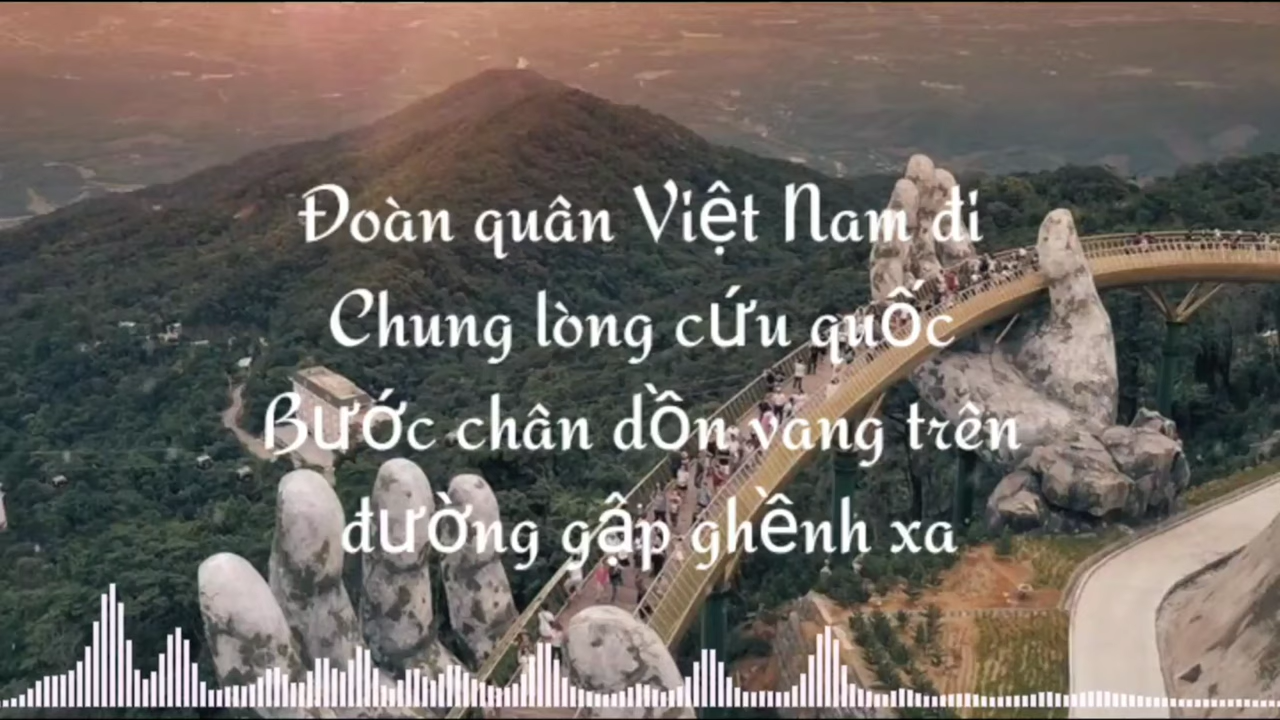 Đoàn quân Việt Nam đi
Chung lòng cứu quốc
Bước chân dồn vang trên
đường gập ghềnh xa